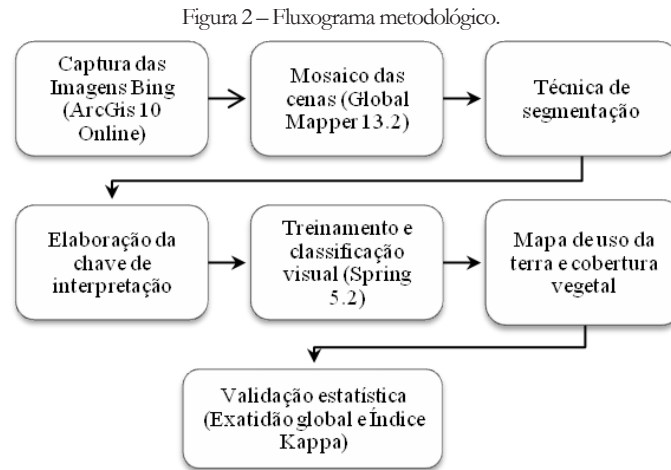 Figura 2 – Fluxograma metodológico.
Captura das
Imagens Bing
(ArcGis 10
Online)
Mosaico das
cenas (Global
Mapper 13.2)
Técnica de
segmentação
Elaboração da
chave de
interpretação
Treinamento e
classificação
visual (Spring
5.2)
Mapa de uso da
terra e cobertura
vegetal
Validação estatística
(Exatidão global e Índice
Kappa)